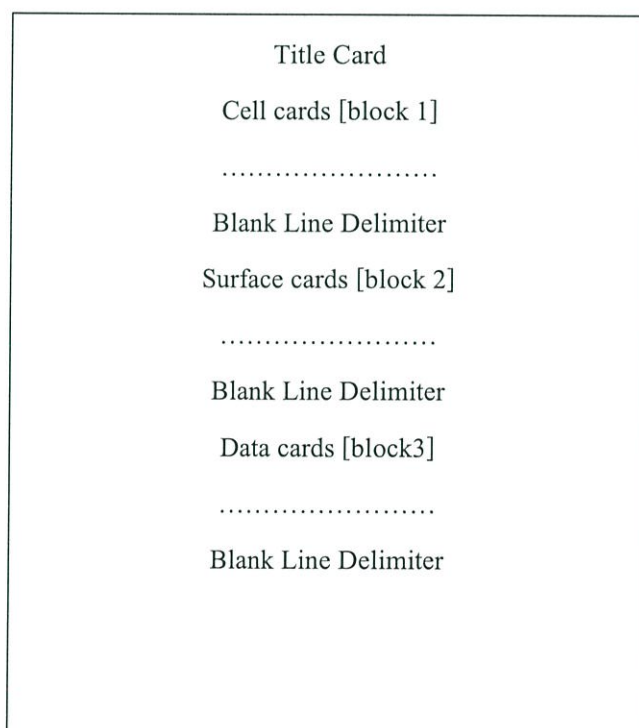 Title Card
Cell cards [block 1]
........................
Blank Line Delimiter
Surface cards [block 2]
........................
Blank Line Delimiter
Data cards [block3]
........................
Blank Line Delimiter